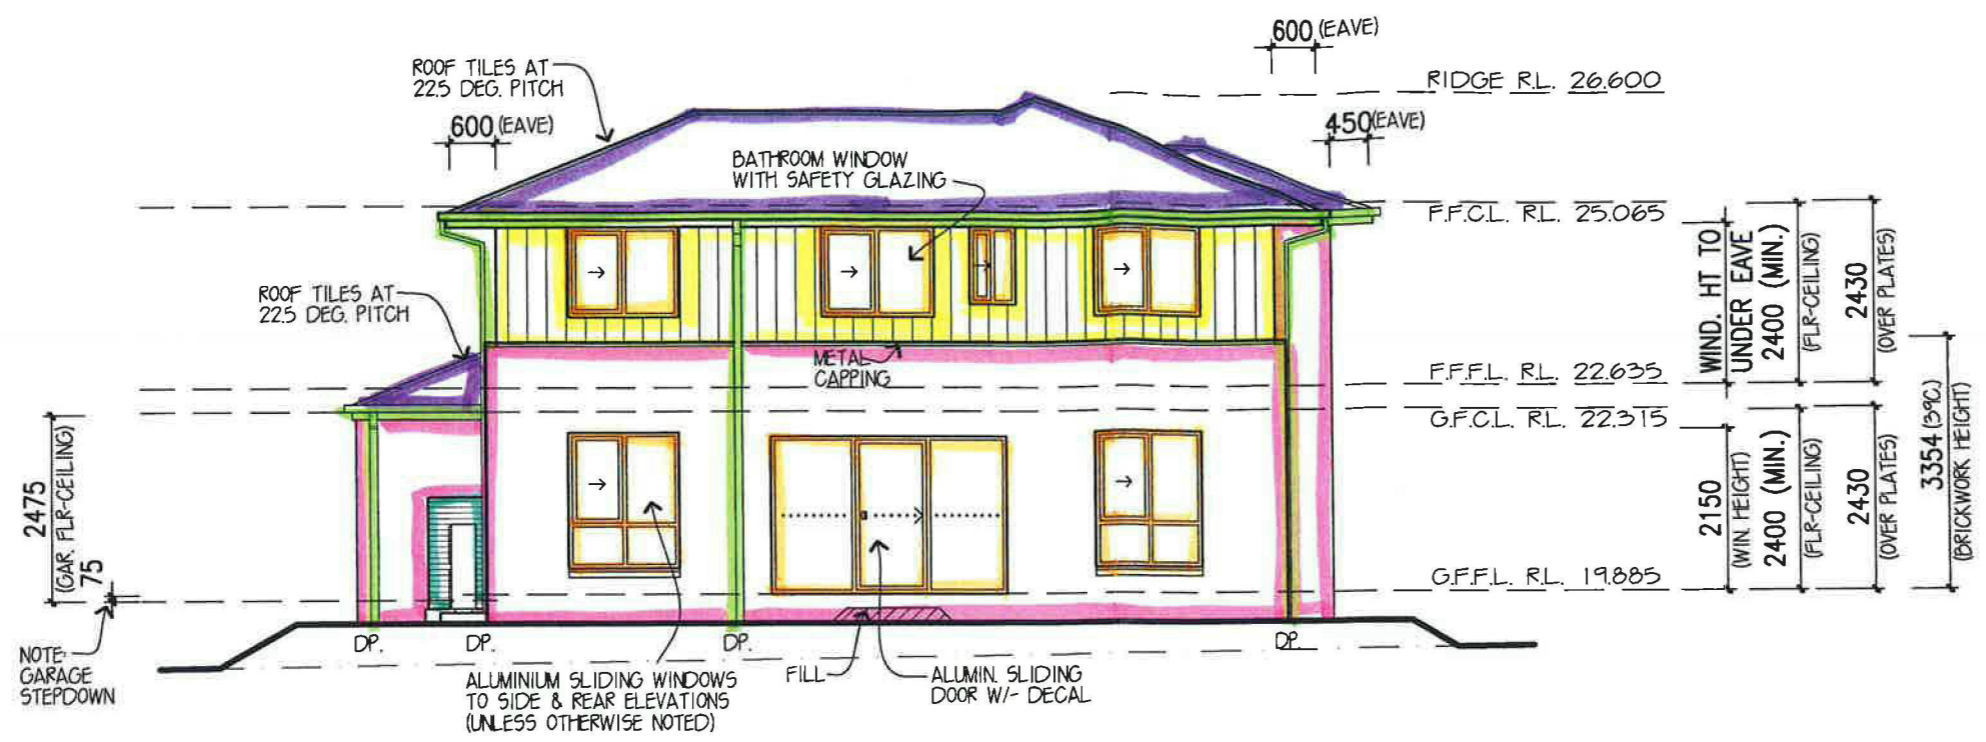 600 (EAVE)
ROOF TILES AT
22.5 DEG. PITCH
RIDGE R.L. 26.600
600 (EAVE)
450 (EAVE)
BATHROOM WINDOW
WITH SAFETY GLAZING
F.F.C.L. R.L. 25.065
ROOF TILES AT
22.5 DEG. PITCH
METAL
CAPPING
F.F.F.L. R.L. 22.635
G.F.C.L. R.L. 22.315
WIND. HT TO
UNDER EAVE
2400 (MIN.)
(FLR-CEILING)
2430
(OVER PLATES)
3354 (39C)
(BRICKWORK HEIGHT)
2150
(WIN. HEIGHT)
2400 (MIN.)
(FLR-CEILING)
2430
(OVER PLATES)
2475
(GAR. FLR-CEILING)
75
G.F.F.L. R.L. 19.885
NOTE:
GARAGE
STEPDOWN
DP.
DP.
DP.
DP.
ALUMINIUM SLIDING WINDOWS
TO SIDE & REAR ELEVATIONS
(UNLESS OTHERWISE NOTED)
FILL
ALUMIN. SLIDING
DOOR W/- DECAL